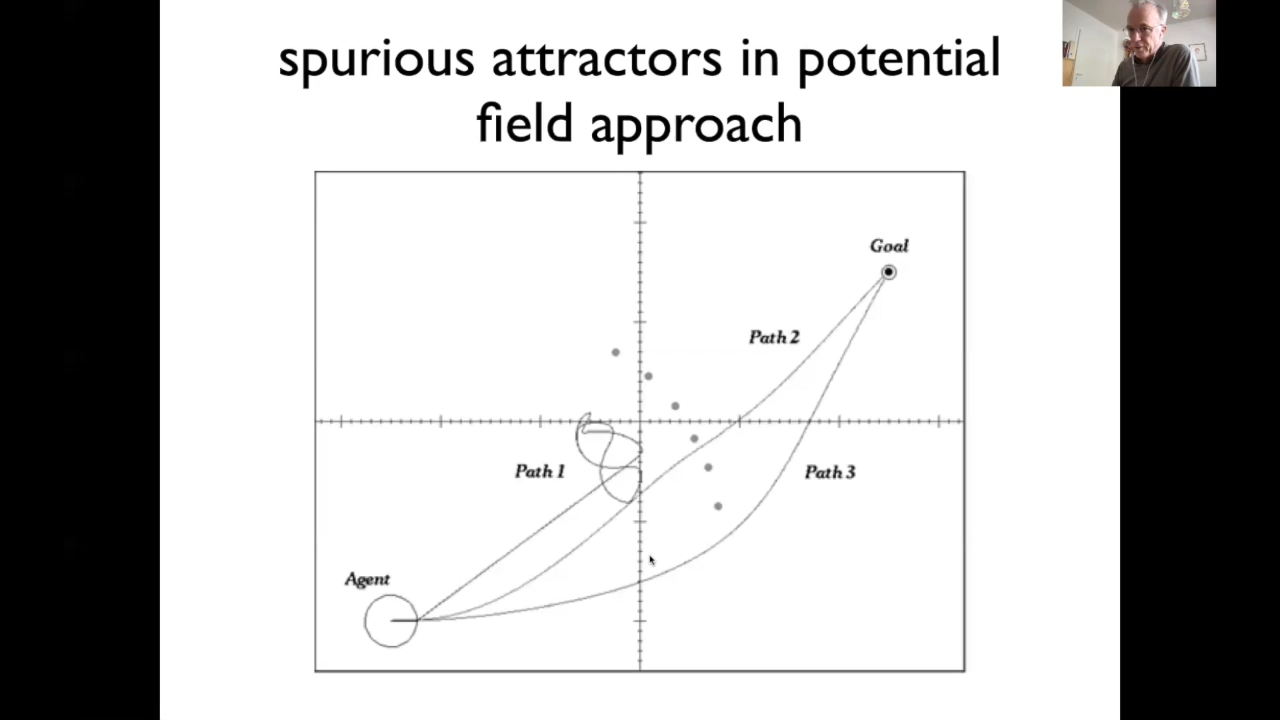 spurious attractors in potential
field approach
Goal
Path 2
Path 1
Path 3
Agent